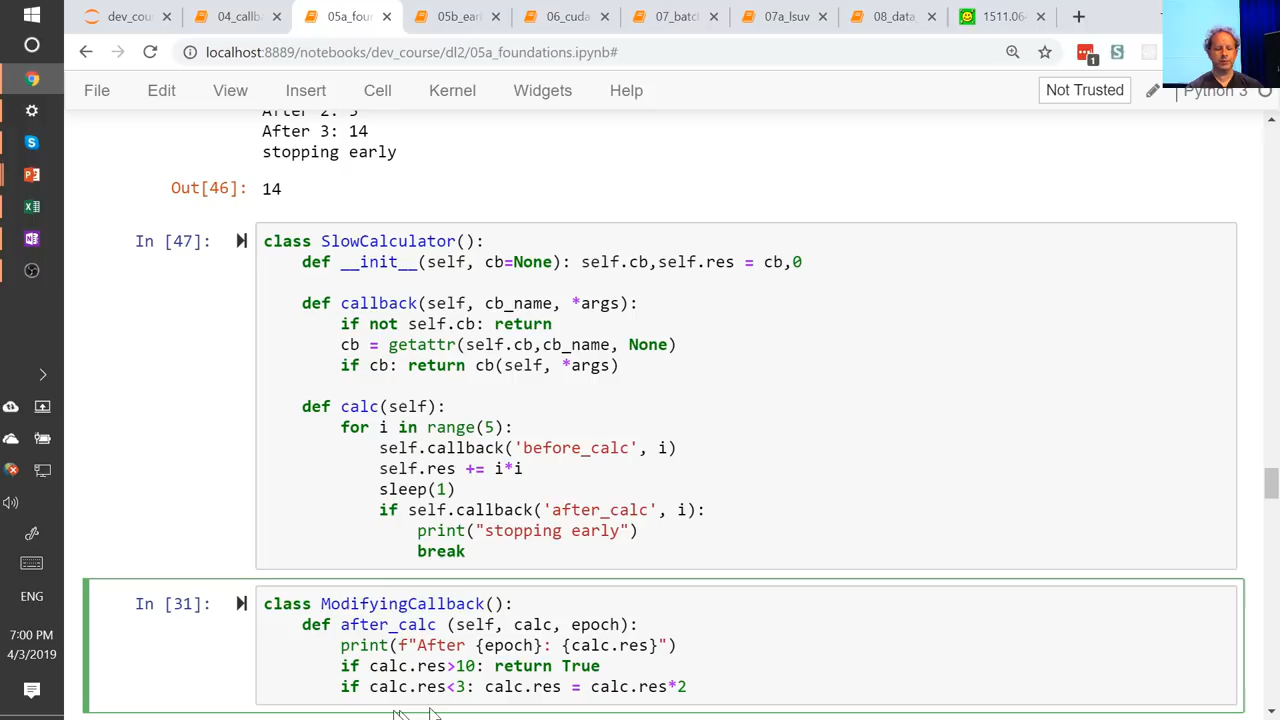 dev_cou
04_callb
05a_four
05b_earl
06_cuda
07_batch
07a_lsuv
08_data_
1511.06
localhost:8889/notebooks/dev_course/dl2/05a_foundations.ipynb#
1
File Edit View Insert Cell Kernel Widgets Help
Not Trusted
Python 3
After 2: 5
After 3: 14
stopping early
Out[46]: 14
In [47]:
class SlowCalculator():
    def __init__(self, cb=None): self.cb,self.res = cb,0
    def callback(self, cb_name, *args):
        if not self.cb: return
        cb = getattr(self.cb,cb_name, None)
        if cb: return cb(self, *args)
    def calc(self):
        for i in range(5):
            self.callback('before_calc', i)
            self.res += i*i
            sleep(1)
            if self.callback('after_calc', i):
                print("stopping early")
                break
In [31]:
class ModifyingCallback():
    def after_calc (self, calc, epoch):
        print(f"After {epoch}: {calc.res}")
        if calc.res>10: return True
        if calc.res<3: calc.res = calc.res*2
ENG
7:00 PM
4/3/2019